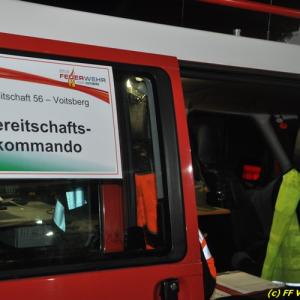 FEUERWEHR
itschaft 56 – Voitsberg
ereitschafts-
kommando
(c) FF V